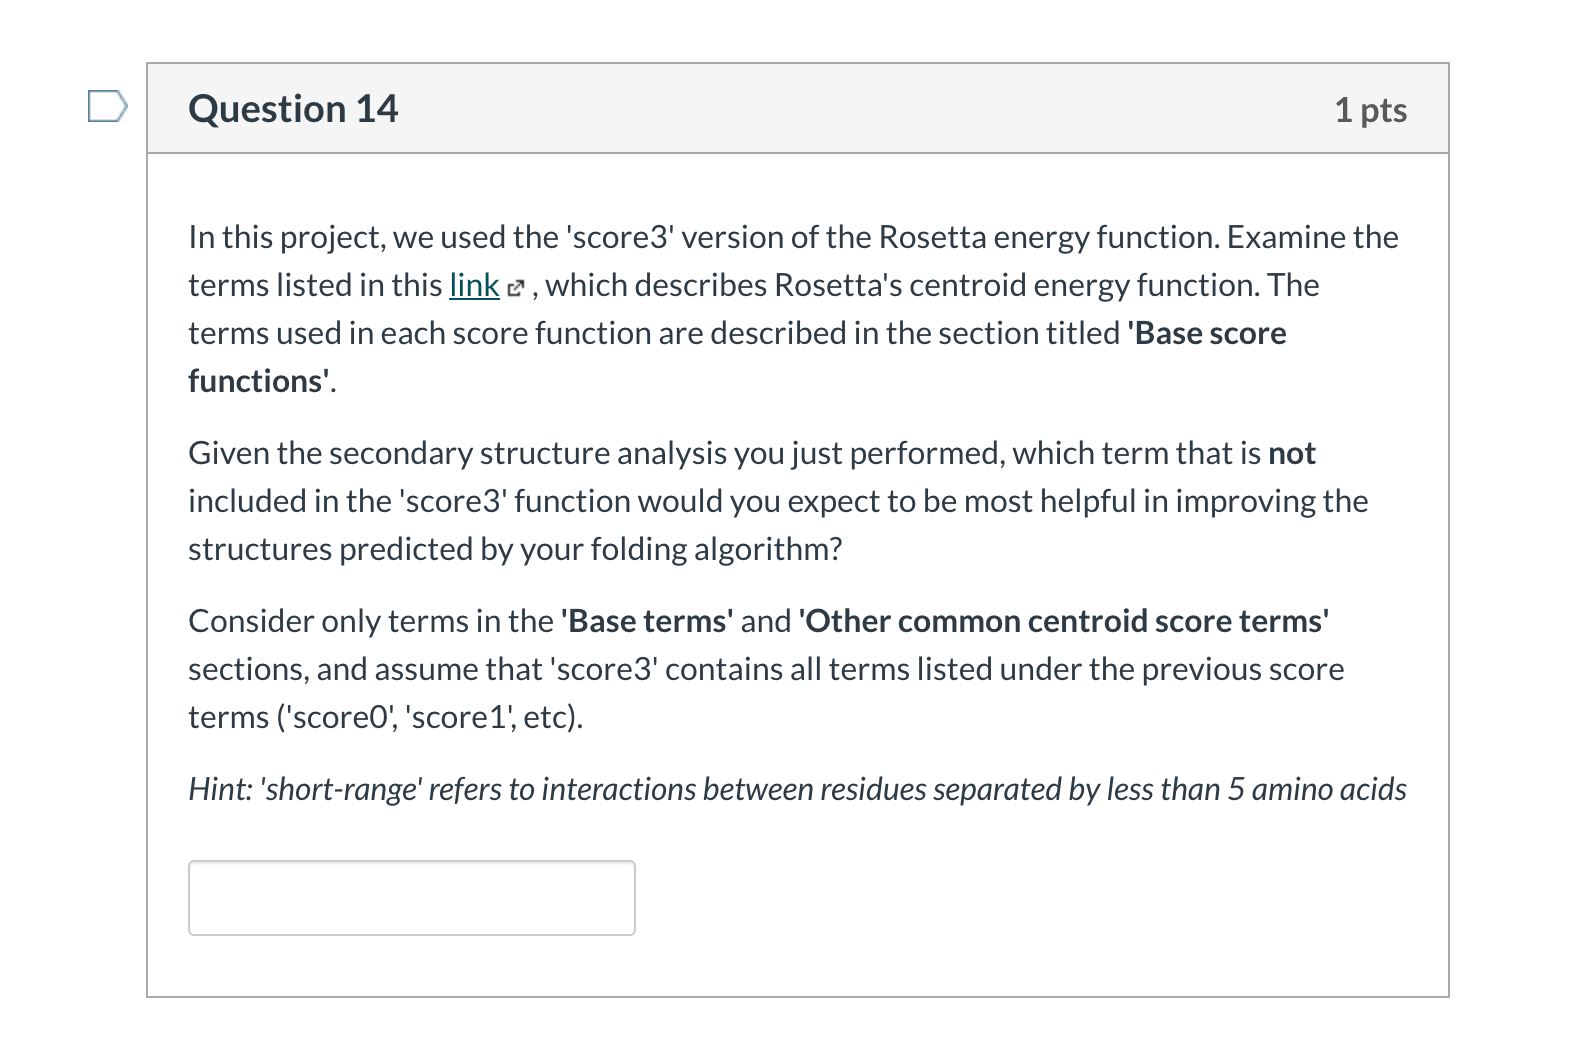 Question 14
1 pts
In this project, we used the 'score3' version of the Rosetta energy function. Examine the
terms listed in this link , which describes Rosetta's centroid energy function. The
terms used in each score function are described in the section titled 'Base score
functions'.
Given the secondary structure analysis you just performed, which term that is not
included in the 'score3' function would you expect to be most helpful in improving the
structures predicted by your folding algorithm?
Consider only terms in the 'Base terms' and 'Other common centroid score terms'
sections, and assume that 'score3' contains all terms listed under the previous score
terms ('score0', 'score1', etc).
Hint: 'short-range' refers to interactions between residues separated by less than 5 amino acids